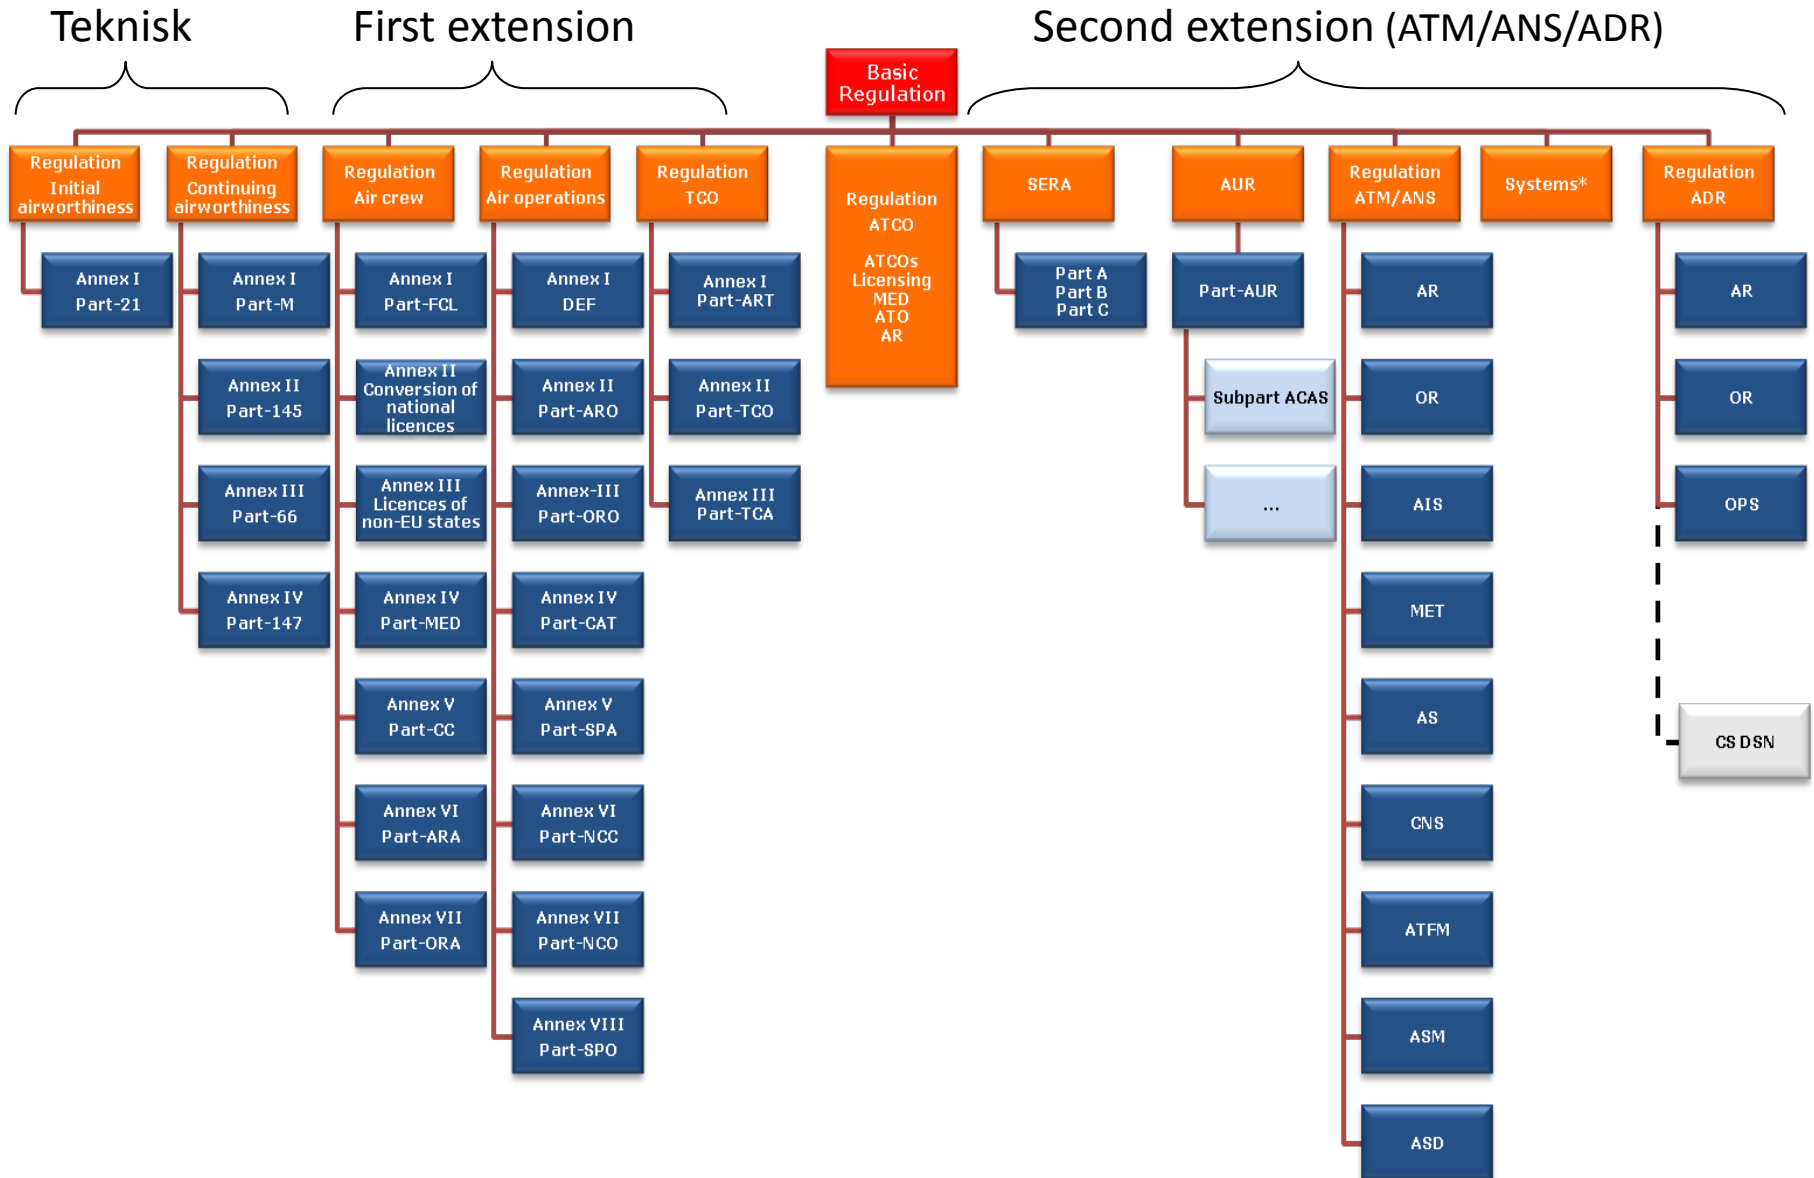 Teknisk
First extension
Second extension (ATM/ANS/ADR)
Basic
Regulation
Regulation
Initial
airworthiness
Annex I
Part-21
Regulation
Continuing
airworthiness
Annex I
Part-M
Annex II
Part-145
Annex III
Part-66
Annex IV
Part-147
Regulation
Air crew
Annex I
Part-FCL
Annex II
Conversion of
national
licences
Annex III
Licences of
non-EU states
Annex IV
Part-MED
Annex V
Part-CC
Annex VI
Part-ARA
Annex VII
Part-ORA
Regulation
Air operations
Annex I
DEF
Annex II
Part-ARO
Annex-III
Part-ORO
Annex IV
Part-CAT
Annex V
Part-SPA
Annex VI
Part-NCC
Annex VII
Part-NCO
Annex VIII
Part-SPO
Regulation
TCO
Annex I
Part-ART
Annex II
Part-TCO
Annex III
Part-TCA
Regulation
ATCO
ATCOs
Licensing
MED
ATO
AR
SERA
Part A
Part B
Part C
AUR
Part-AUR
Subpart ACAS
...
Regulation
ATM/ANS
AR
OR
AIS
MET
AS
CNS
ATFM
ASM
ASD
Systems*
Regulation
ADR
AR
OR
OPS
CS DSN